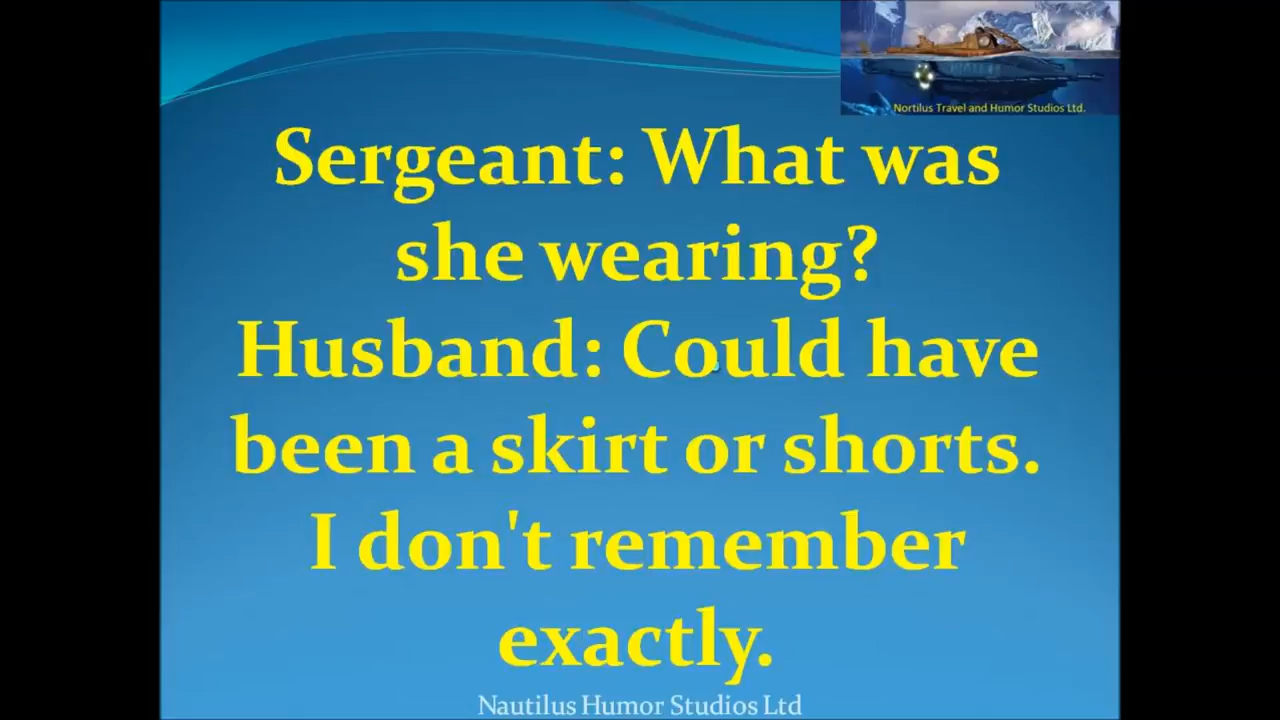 Nortilus Travel and Humor Studios Ltd.
Sergeant: What was
she wearing?
Husband: Could have
been a skirt or shorts.
I don't remember
exactly.
Nautilus Humor Studios Ltd